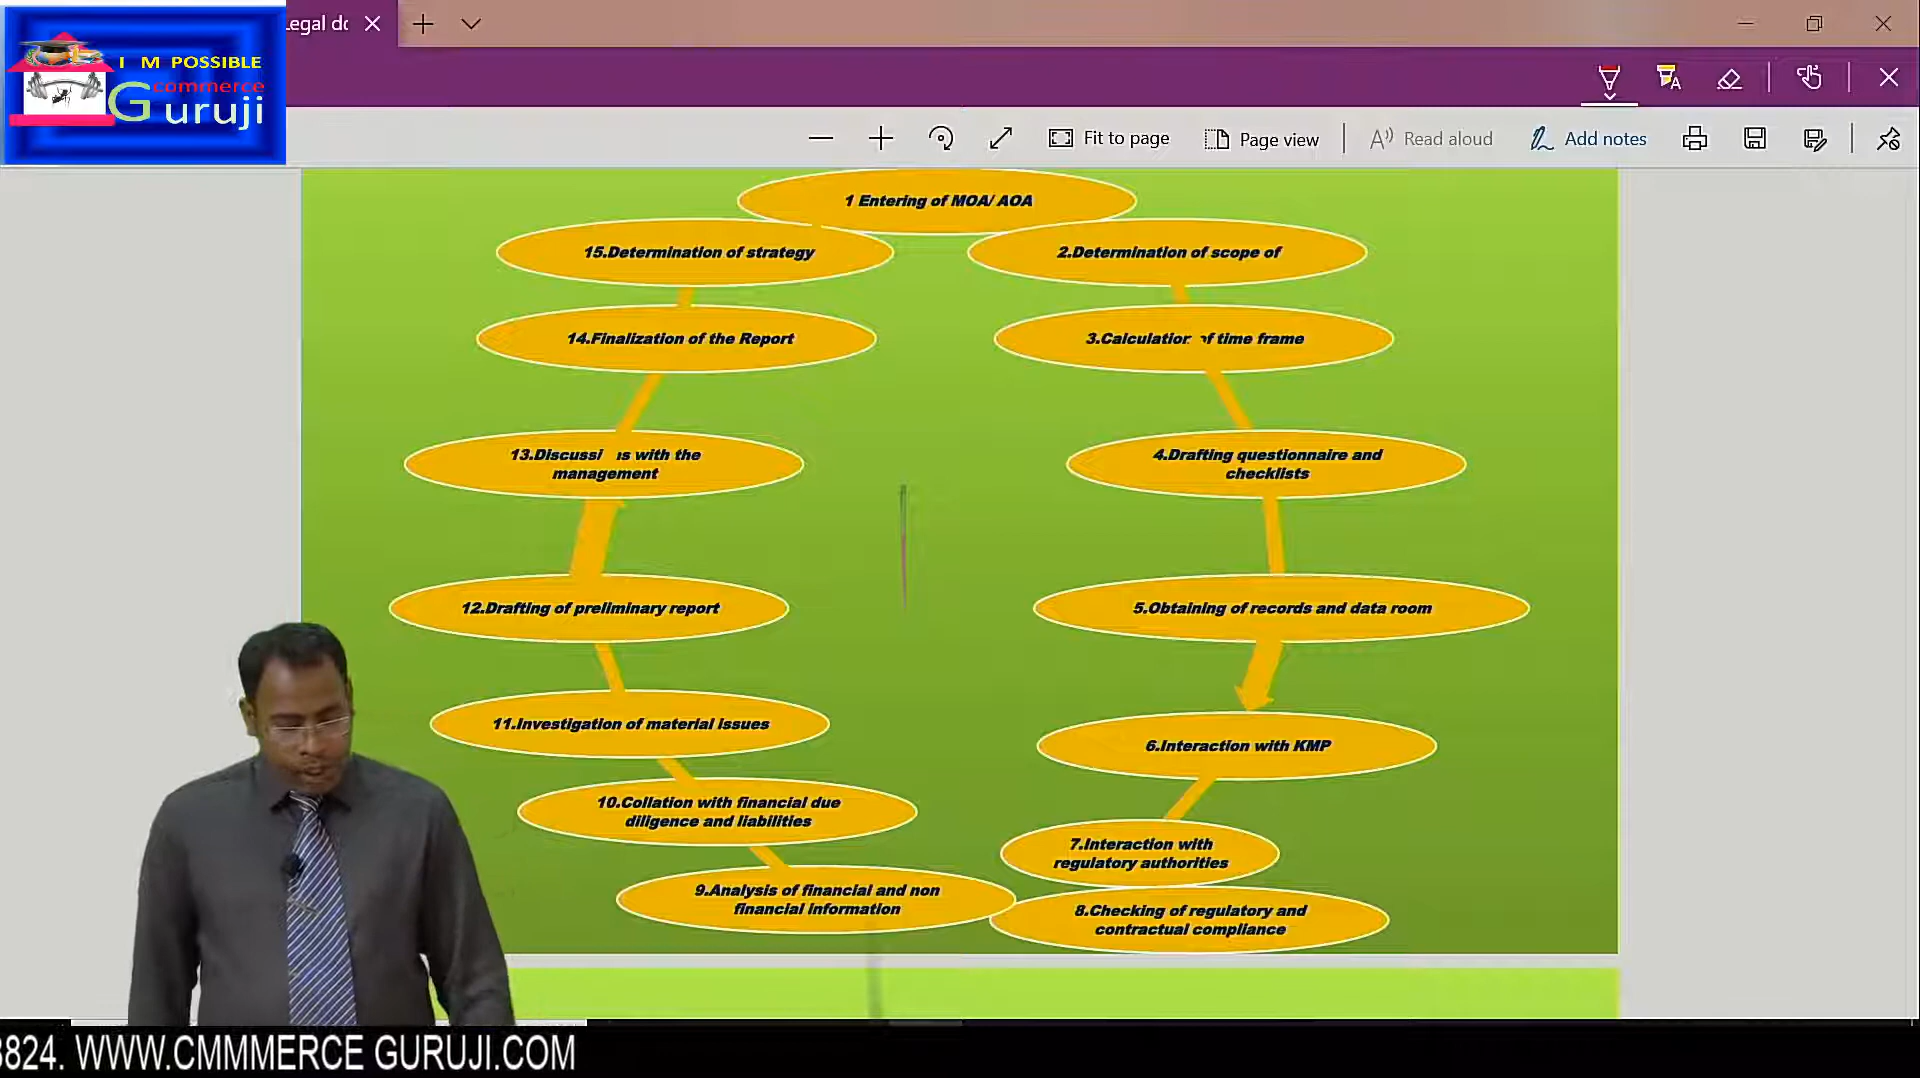 Legal do
I M POSSIBLE
commerce
Guruji
Fit to page
Page view
Read aloud
Add notes
1 Entering of MOA/ AOA
15.Determination of strategy
2.Determination of scope of
14.Finalization of the Report
3.Calculation of time frame
13.Discussi ns with the
management
4.Drafting questionnaire and
checklists
12.Drafting of preliminary report
5.Obtaining of records and data room
11.Investigation of material issues
6.Interaction with KMP
10.Collation with financial due
diligence and liabilities
7.Interaction with
regulatory authorities
9.Analysis of financial and non
financial information
8.Checking of regulatory and
contractual compliance
3824. WWW.CMMMERCE GURUJI.COM